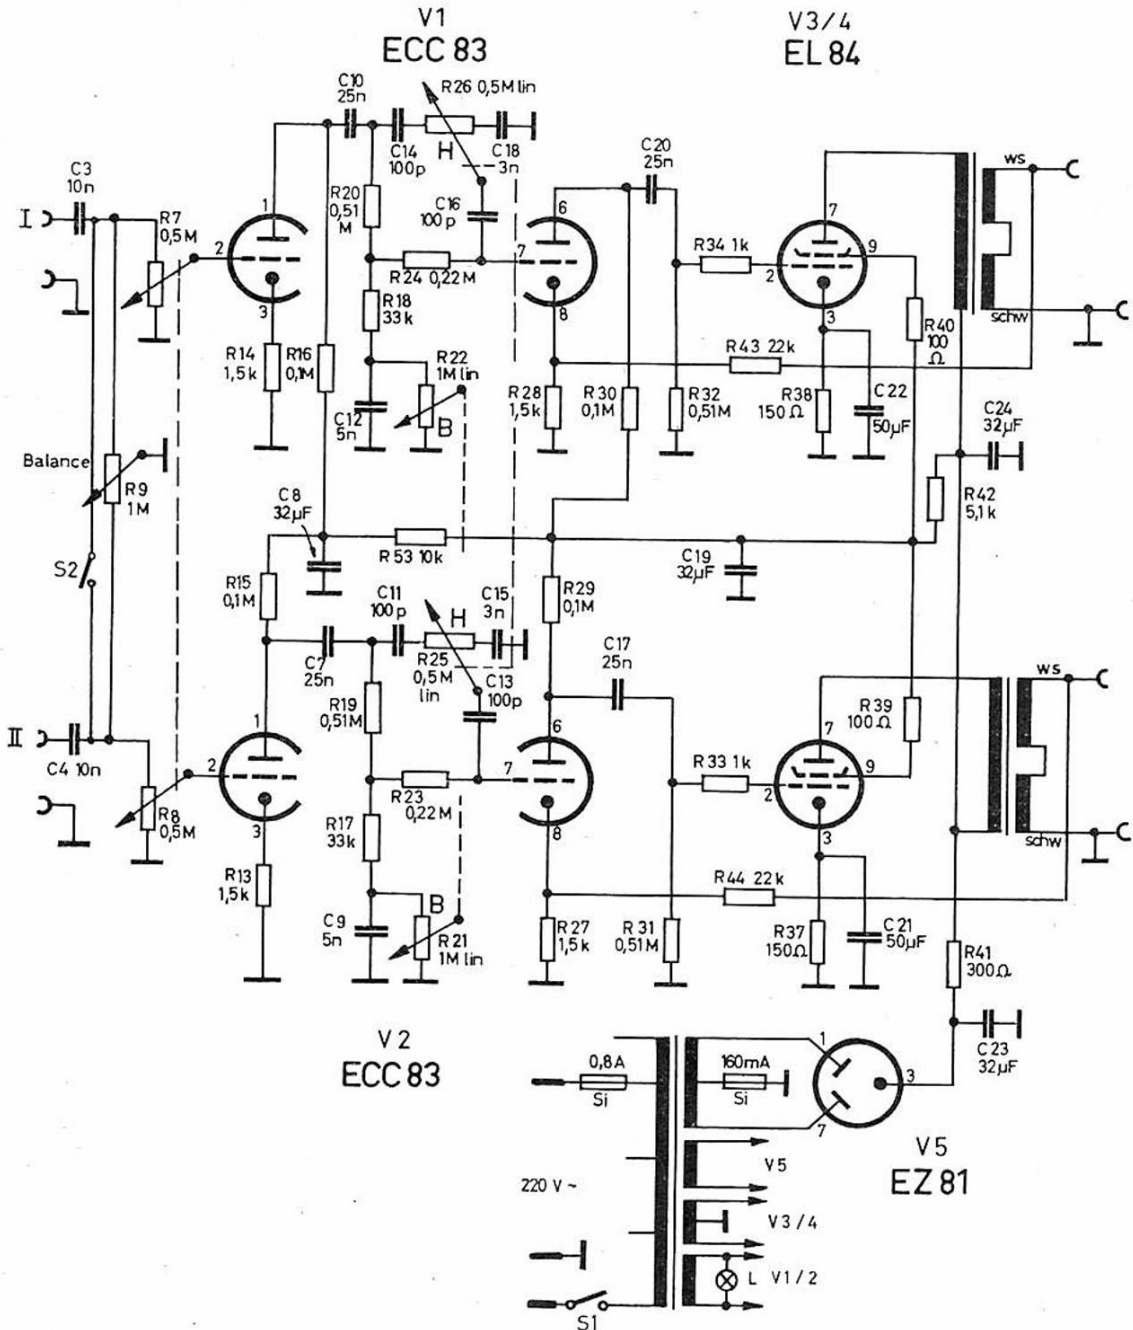 V1
ECC 83
V3/4
EL 84
C10
25n
R26 0,5M lin
C14
100p
H
C18
3n
C20
25n
ws
C3
10n
I
R7
0,5M
1
2
3
R20
0,51
M
C16
100p
6
7
8
R24 0,22M
R34 1k
7
2
9
3
schw
R18
33k
R14
1,5k
R16
0,1M
R22
1M lin
B
C12
5n
R28
1,5k
R30
0,1M
R43 22k
R32
0,51M
R38
150Ω
C22
50µF
R40
100
Ω
C24
32µF
Balance
R9
1M
C8
32µF
R53 10k
R42
5,1k
C19
32µF
S2
R15
0,1M
C11
100p
H
C15
3n
R29
0,1M
C7
25n
R25
0,5M
lin
C13
100p
C17
25n
ws
II
C4 10n
R8
0,5M
1
2
3
R19
0,51M
R23
0,22M
6
7
8
R33 1k
7
2
9
3
R39
100Ω
schw
R17
33k
R13
1,5k
B
C9
5n
R21
1M lin
R27
1,5k
R44 22k
R31
0,51M
R37
150Ω
C21
50µF
R41
300Ω
V2
ECC 83
0,8A
Si
160mA
Si
1
3
7
C23
32µF
V5
EZ 81
V5
220 V ~
V3/4
L V1/2
S1